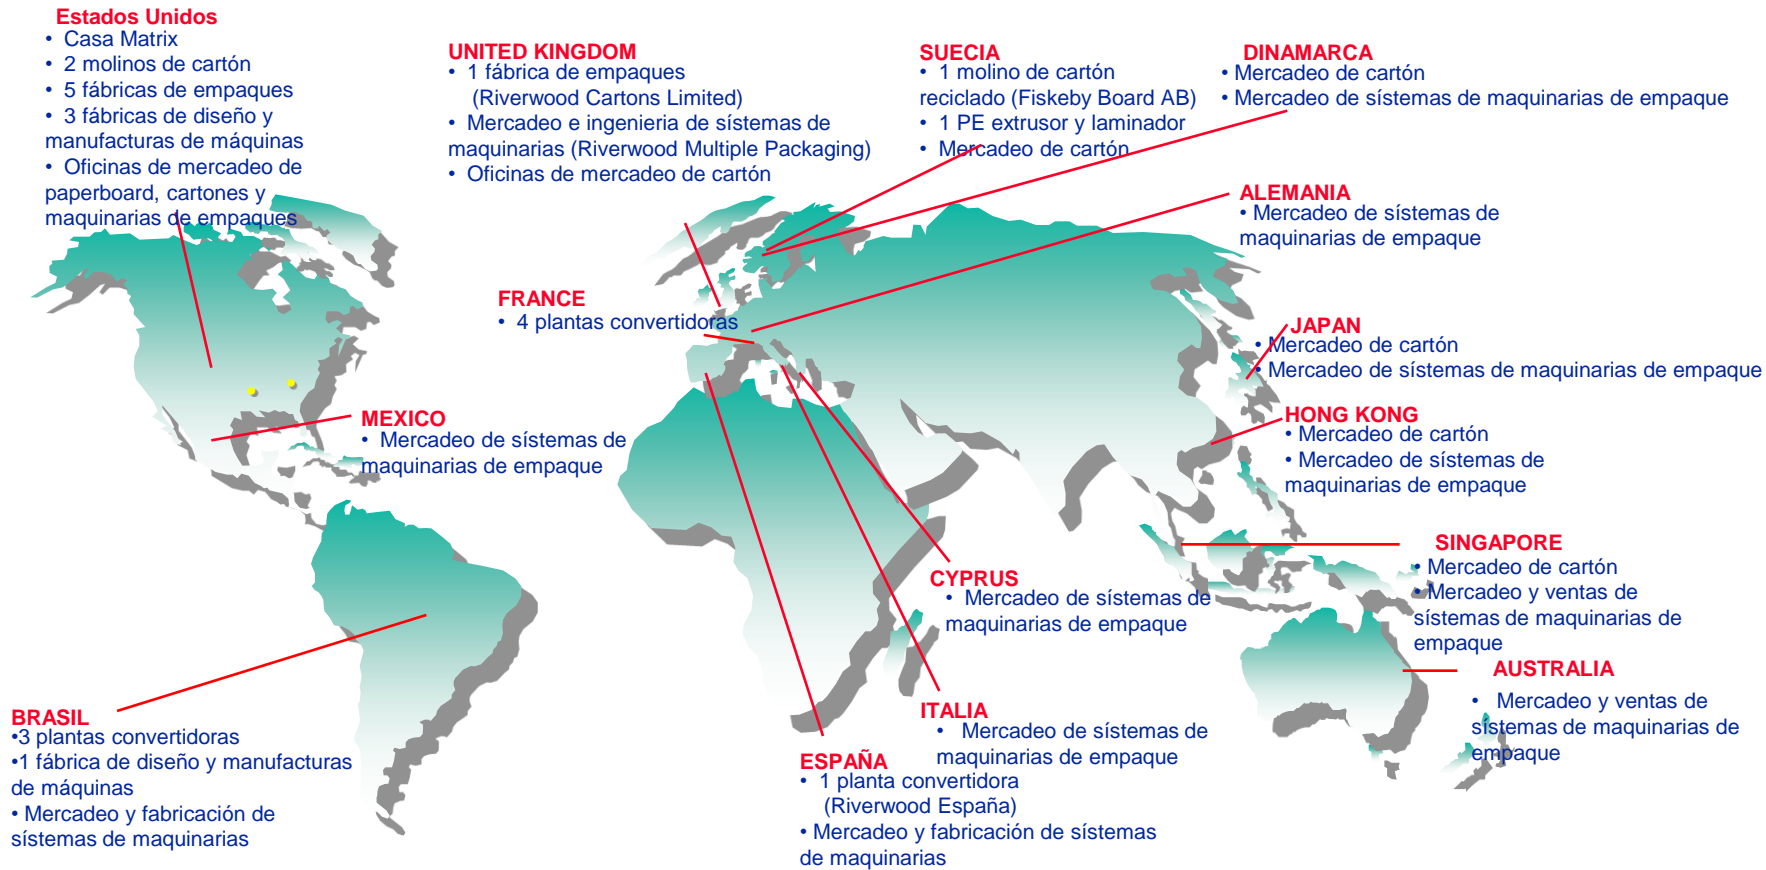 Estados Unidos
• Casa Matrix
• 2 molinos de cartón
• 5 fábricas de empaques
• 3 fábricas de diseño y
manufacturas de máquinas
• Oficinas de mercadeo de
paperboard, cartones y
maquinarias de empaques
UNITED KINGDOM
• 1 fábrica de empaques
(Riverwood Cartons Limited)
• Mercadeo e ingenieria de sístemas de
maquinarias (Riverwood Multiple Packaging)
• Oficinas de mercadeo de cartón
SUECIA
• 1 molino de cartón
reciclado (Fiskeby Board AB)
• 1 PE extrusor y laminador
• Mercadeo de cartón
DINAMARCA
• Mercadeo de cartón
• Mercadeo de sístemas de maquinarias de empaque
ALEMANIA
• Mercadeo de sístemas de
maquinarias de empaque
FRANCE
• 4 plantas convertidoras
JAPAN
• Mercadeo de cartón
• Mercadeo de sístemas de maquinarias de empaque
MEXICO
• Mercadeo de sístemas de
maquinarias de empaque
HONG KONG
• Mercadeo de cartón
• Mercadeo de sístemas de
maquinarias de empaque
SINGAPORE
• Mercadeo de cartón
• Mercadeo y ventas de
sístemas de maquinarias de
empaque
CYPRUS
• Mercadeo de sístemas de
maquinarias de empaque
AUSTRALIA
• Mercadeo y ventas de
sístemas de maquinarias de
empaque
BRASIL
•3 plantas convertidoras
•1 fábrica de diseño y manufacturas
de máquinas
• Mercadeo y fabricación de
sístemas de maquinarias
ITALIA
• Mercadeo de sístemas de
maquinarias de empaque
ESPAÑA
• 1 planta convertidora
(Riverwood España)
• Mercadeo y fabricación de sístemas
de maquinarias